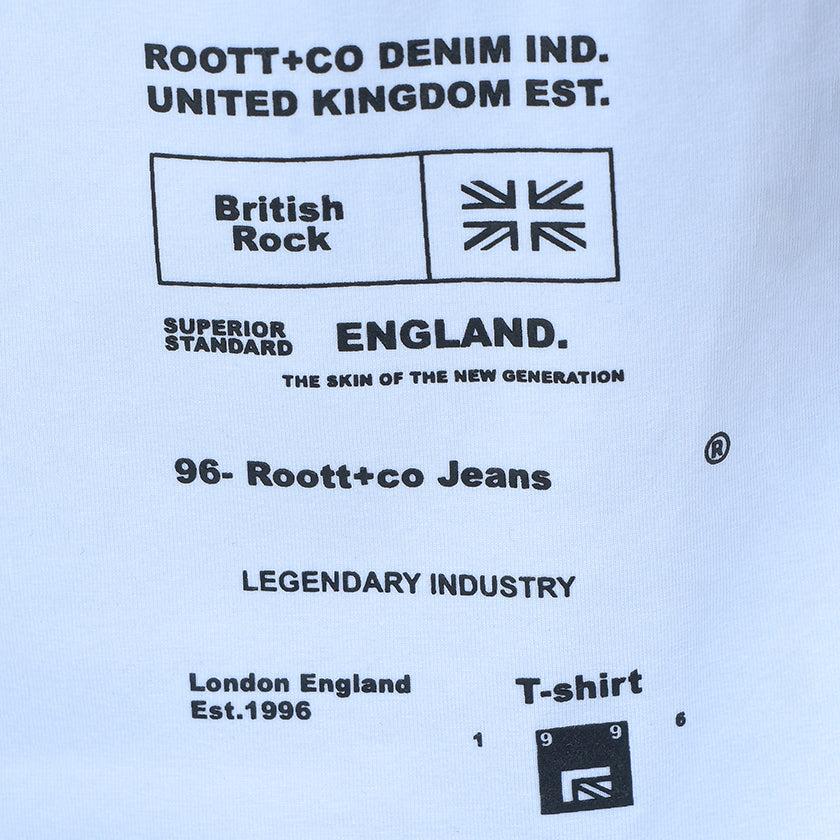 ROOTT+CO DENIM IND.
UNITED KINGDOM EST.
British
Rock
SUPERIOR
STANDARD
ENGLAND.
THE SKIN OF THE NEW GENERATION
®
96- Roott+co Jeans
LEGENDARY INDUSTRY
London England
Est.1996
T-shirt
1 9 9 6